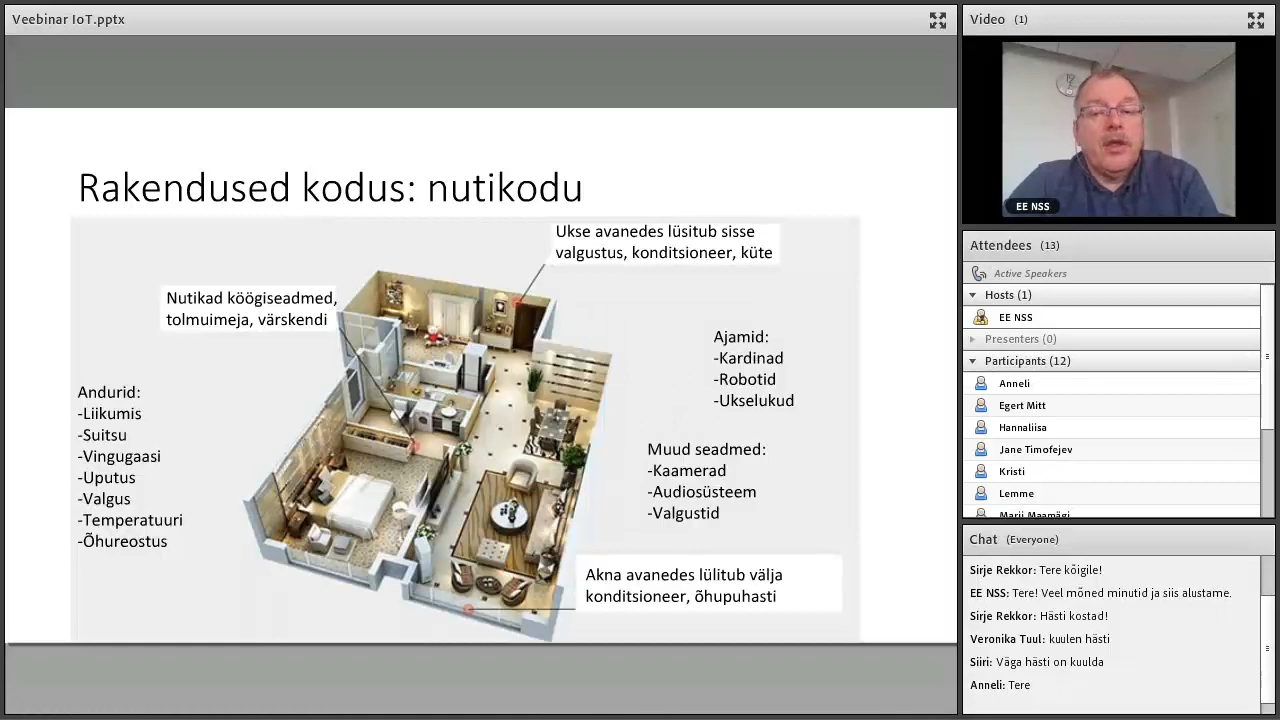 Veebinar IoT.pptx
Rakendused kodus: nutikodu
Ukse avanedes lüsitub sisse
valgustus, konditsioneer, küte
Nutikad köögiseadmed,
tolmuimeja, värskendi
Ajamid:
-Kardinad
-Robotid
-Ukselukud
Andurid:
-Liikumis
-Suitsu
-Vingugaasi
-Uputus
-Valgus
-Temperatuuri
-Õhureostus
Muud seadmed:
-Kaamerad
-Audiosüsteem
-Valgustid
Akna avanedes lülitub välja
konditsioneer, õhupuhasti
Video (1)
EE NSS
Attendees (13)
Active Speakers
Hosts (1)
EE NSS
Presenters (0)
Participants (12)
Anneli
Egert Mitt
Hannaliisa
Jane Timofejev
Kristi
Lemme
Marii Maamägi
Chat (Everyone)
Sirje Rekkor: Tere kõigile!
EE NSS: Tere! Veel mõned minutid ja siis alustame.
Sirje Rekkor: Hästi kostad!
Veronika Tuul: kuulen hästi
Siiri: Väga hästi on kuulda
Anneli: Tere